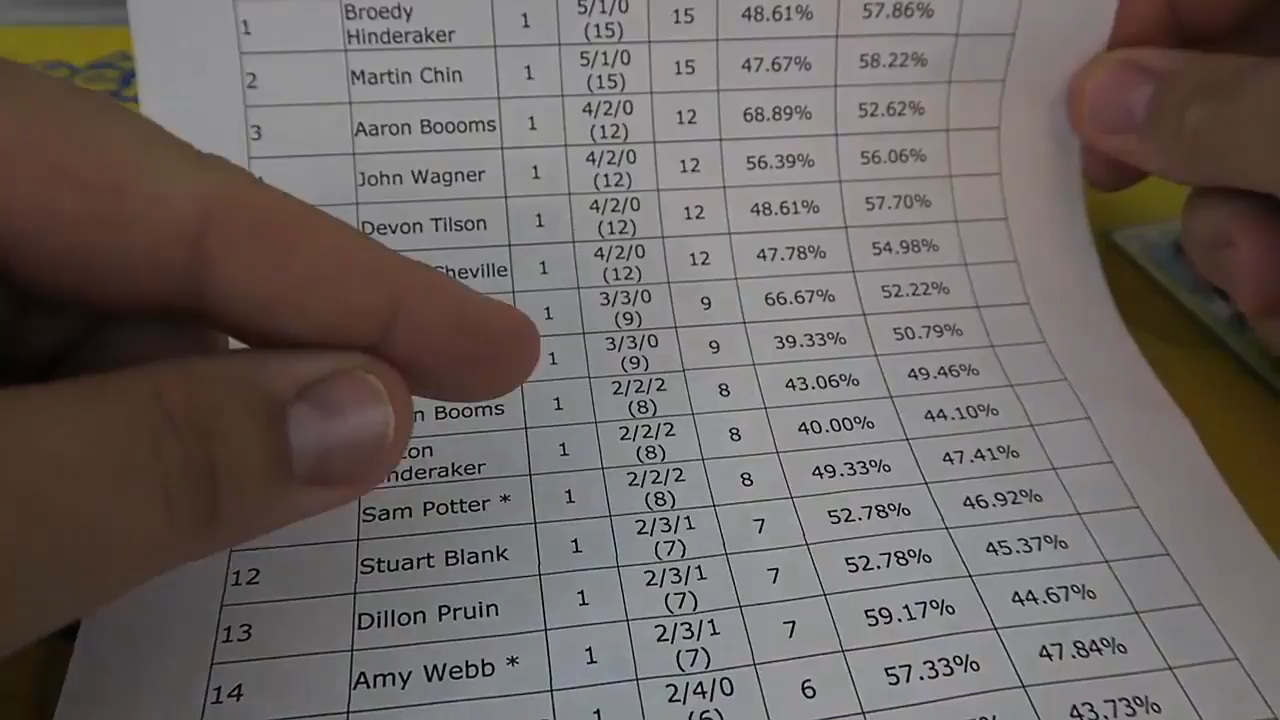 1 Broedy Hinderaker 1 5/1/0 (15) 15 48.61% 57.86%
2 Martin Chin 1 5/1/0 (15) 15 47.67% 58.22%
3 Aaron Boooms 1 4/2/0 (12) 12 68.89% 52.62%
John Wagner 1 4/2/0 (12) 12 56.39% 56.06%
Devon Tilson 1 4/2/0 (12) 12 48.61% 57.70%
cheville 1 4/2/0 (12) 12 47.78% 54.98%
1 3/3/0 (9) 9 66.67% 52.22%
1 3/3/0 (9) 9 39.33% 50.79%
n Booms 1 2/2/2 (8) 8 43.06% 49.46%
on nderaker 1 2/2/2 (8) 8 40.00% 44.10%
Sam Potter * 1 2/2/2 (8) 8 49.33% 47.41%
12 Stuart Blank 1 2/3/1 (7) 7 52.78% 46.92%
13 Dillon Pruin 1 2/3/1 (7) 7 52.78% 45.37%
14 Amy Webb * 1 2/3/1 (7) 7 59.17% 44.67%
1 2/4/0 (6) 6 57.33% 47.84%
43.73%